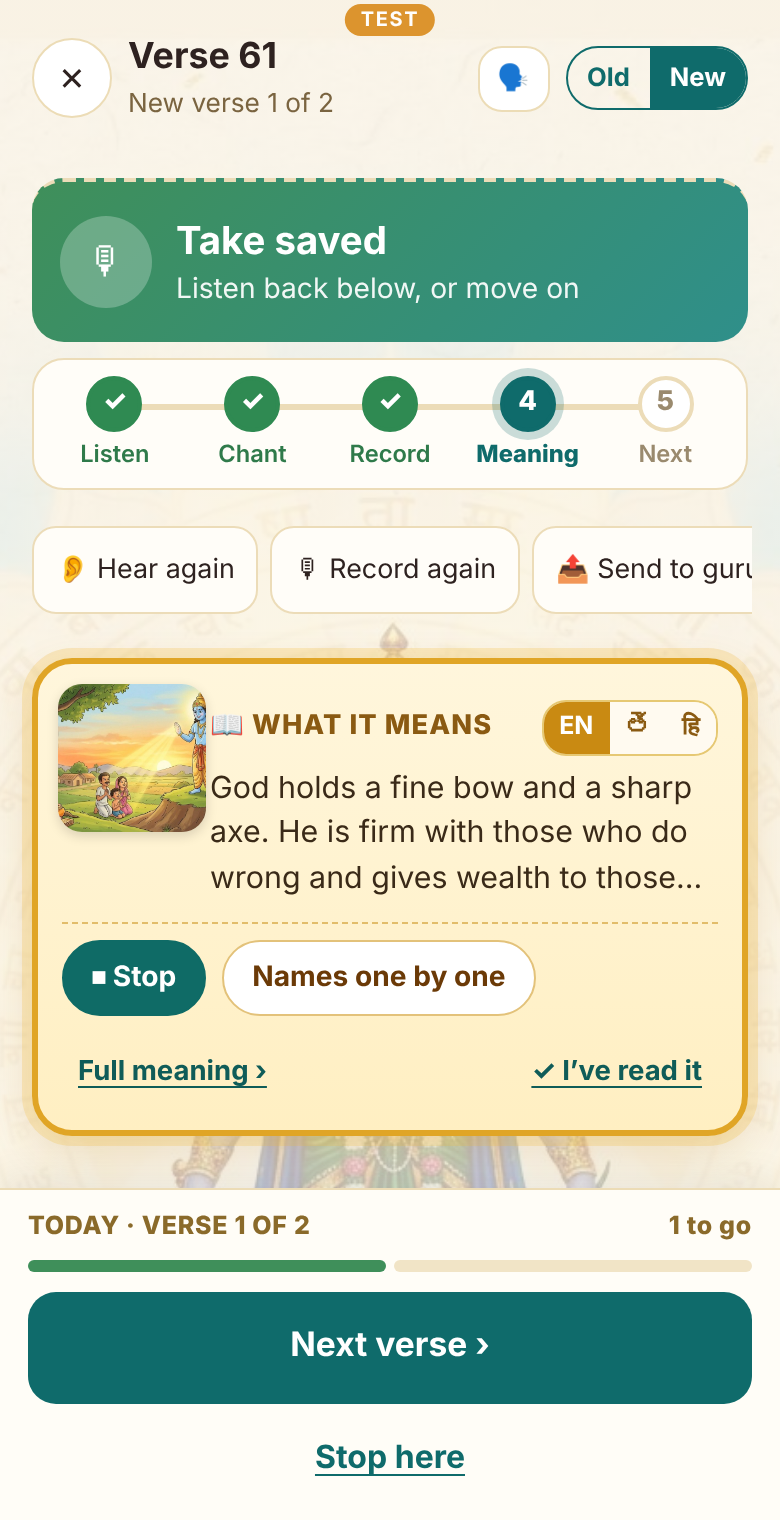 TEST
Verse 61
New verse 1 of 2
Old New
Take saved
Listen back below, or move on
✓ ✓ ✓ 4 5
Listen Chant Record Meaning Next
Hear again Record again Send to guru
WHAT IT MEANS
EN తె हि
God holds a fine bow and a sharp
axe. He is firm with those who do
wrong and gives wealth to those...
Stop Names one by one
Full meaning › ✓ I’ve read it
TODAY · VERSE 1 OF 2 1 to go
Next verse ›
Stop here